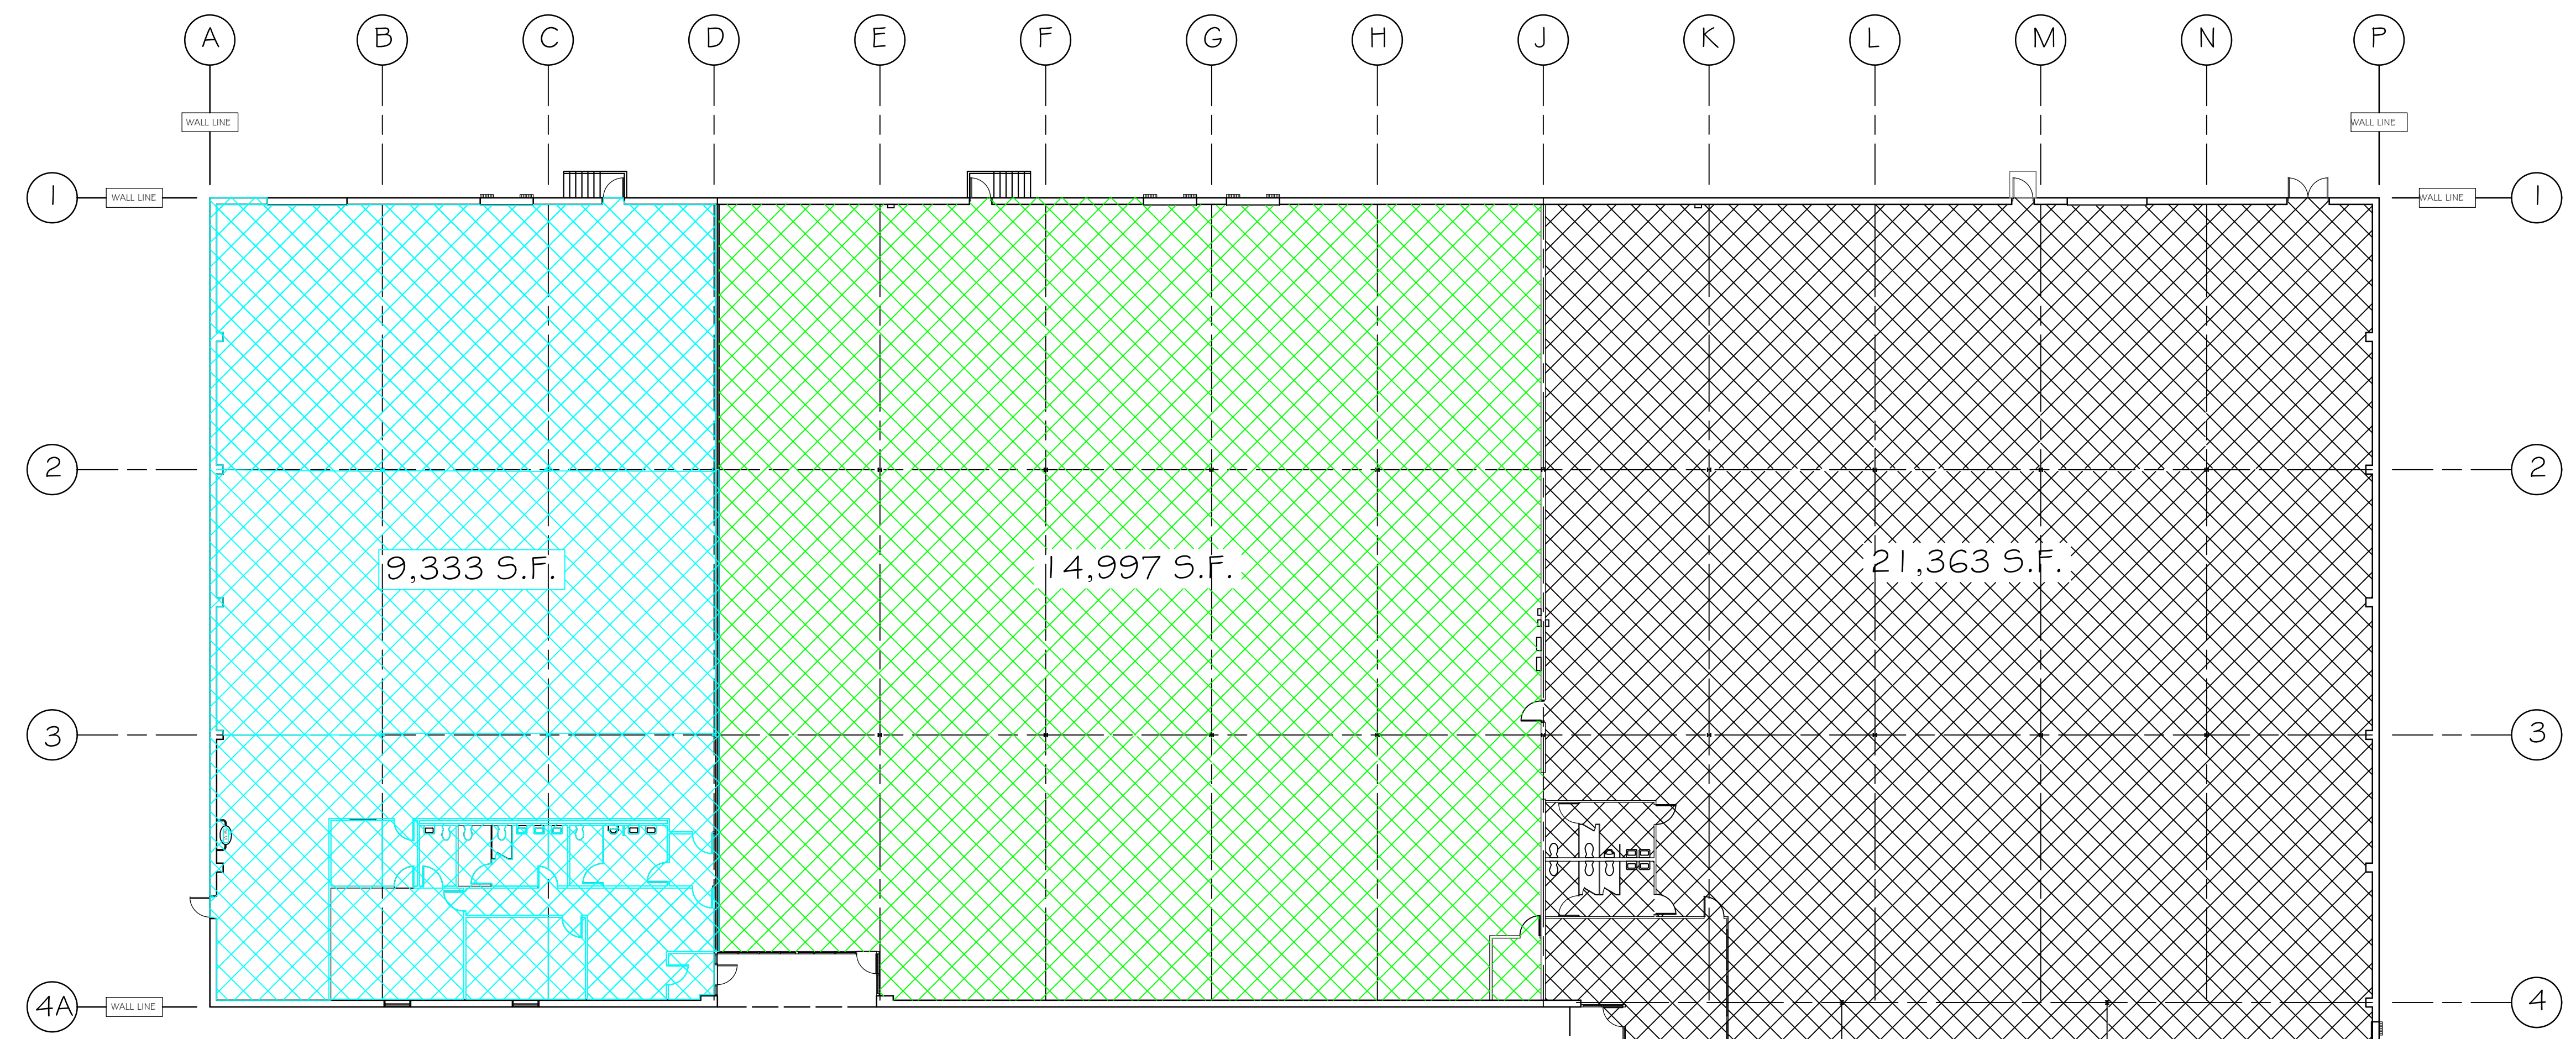 A B C D E F G H J K L M N P
WALL LINE WALL LINE
1 WALL LINE WALL LINE 1
2 2
9,333 S.F. 14,997 S.F. 21,363 S.F.
3 3
4A WALL LINE 4